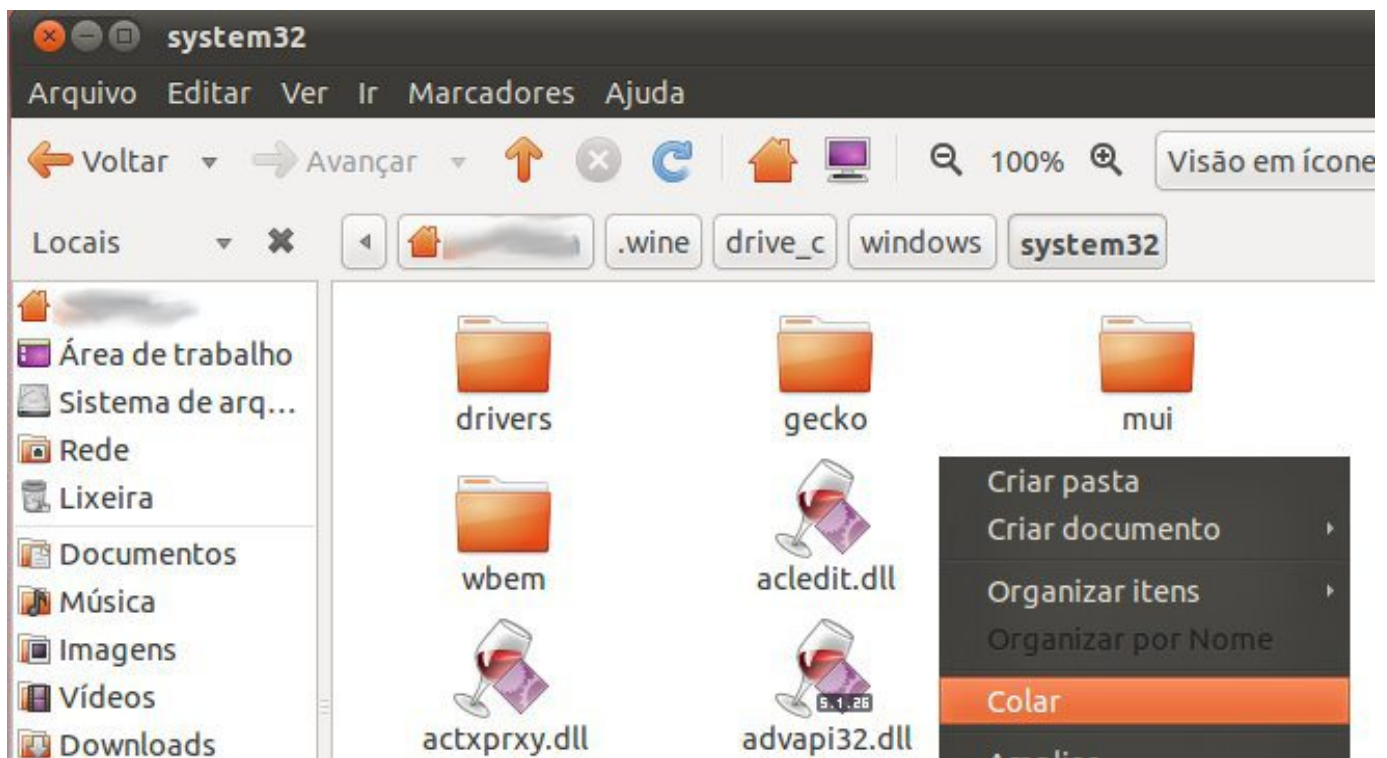 system32
Arquivo Editar Ver Ir Marcadores Ajuda
Voltar Avançar 100% Visão em ícone
Locais .wine drive_c windows system32
Área de trabalho
Sistema de arq...
Rede
Lixeira
Documentos
Música
Imagens
Vídeos
Downloads
drivers gecko mui
wbem acledit.dll
actxprxy.dll advapi32.dll
5.1.26
Criar pasta
Criar documento
Organizar itens
Organizar por Nome
Colar